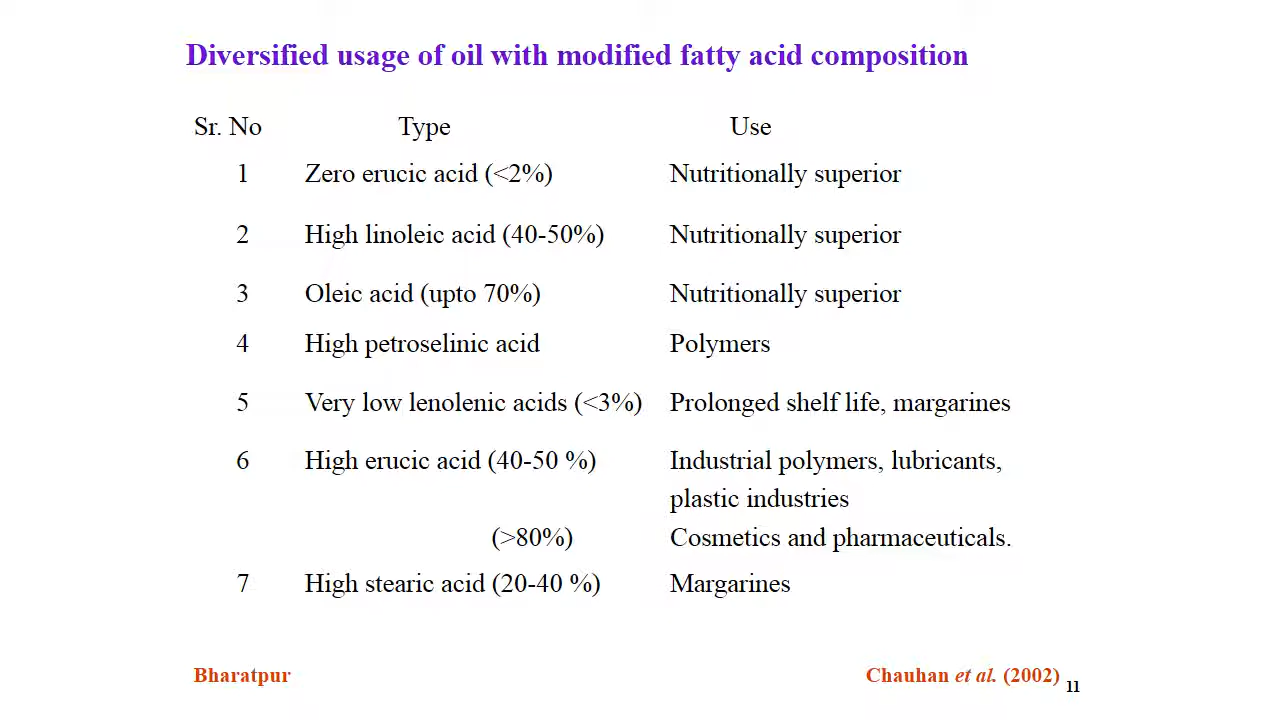 Diversified usage of oil with modified fatty acid composition
Sr. No Type Use
1 Zero erucic acid (<2%) Nutritionally superior
2 High linoleic acid (40-50%) Nutritionally superior
3 Oleic acid (upto 70%) Nutritionally superior
4 High petroselinic acid Polymers
5 Very low lenolenic acids (<3%) Prolonged shelf life, margarines
6 High erucic acid (40-50 %) Industrial polymers, lubricants,
plastic industries
(>80%) Cosmetics and pharmaceuticals.
7 High stearic acid (20-40 %) Margarines
Bharatpur Chauhan et al. (2002) 11